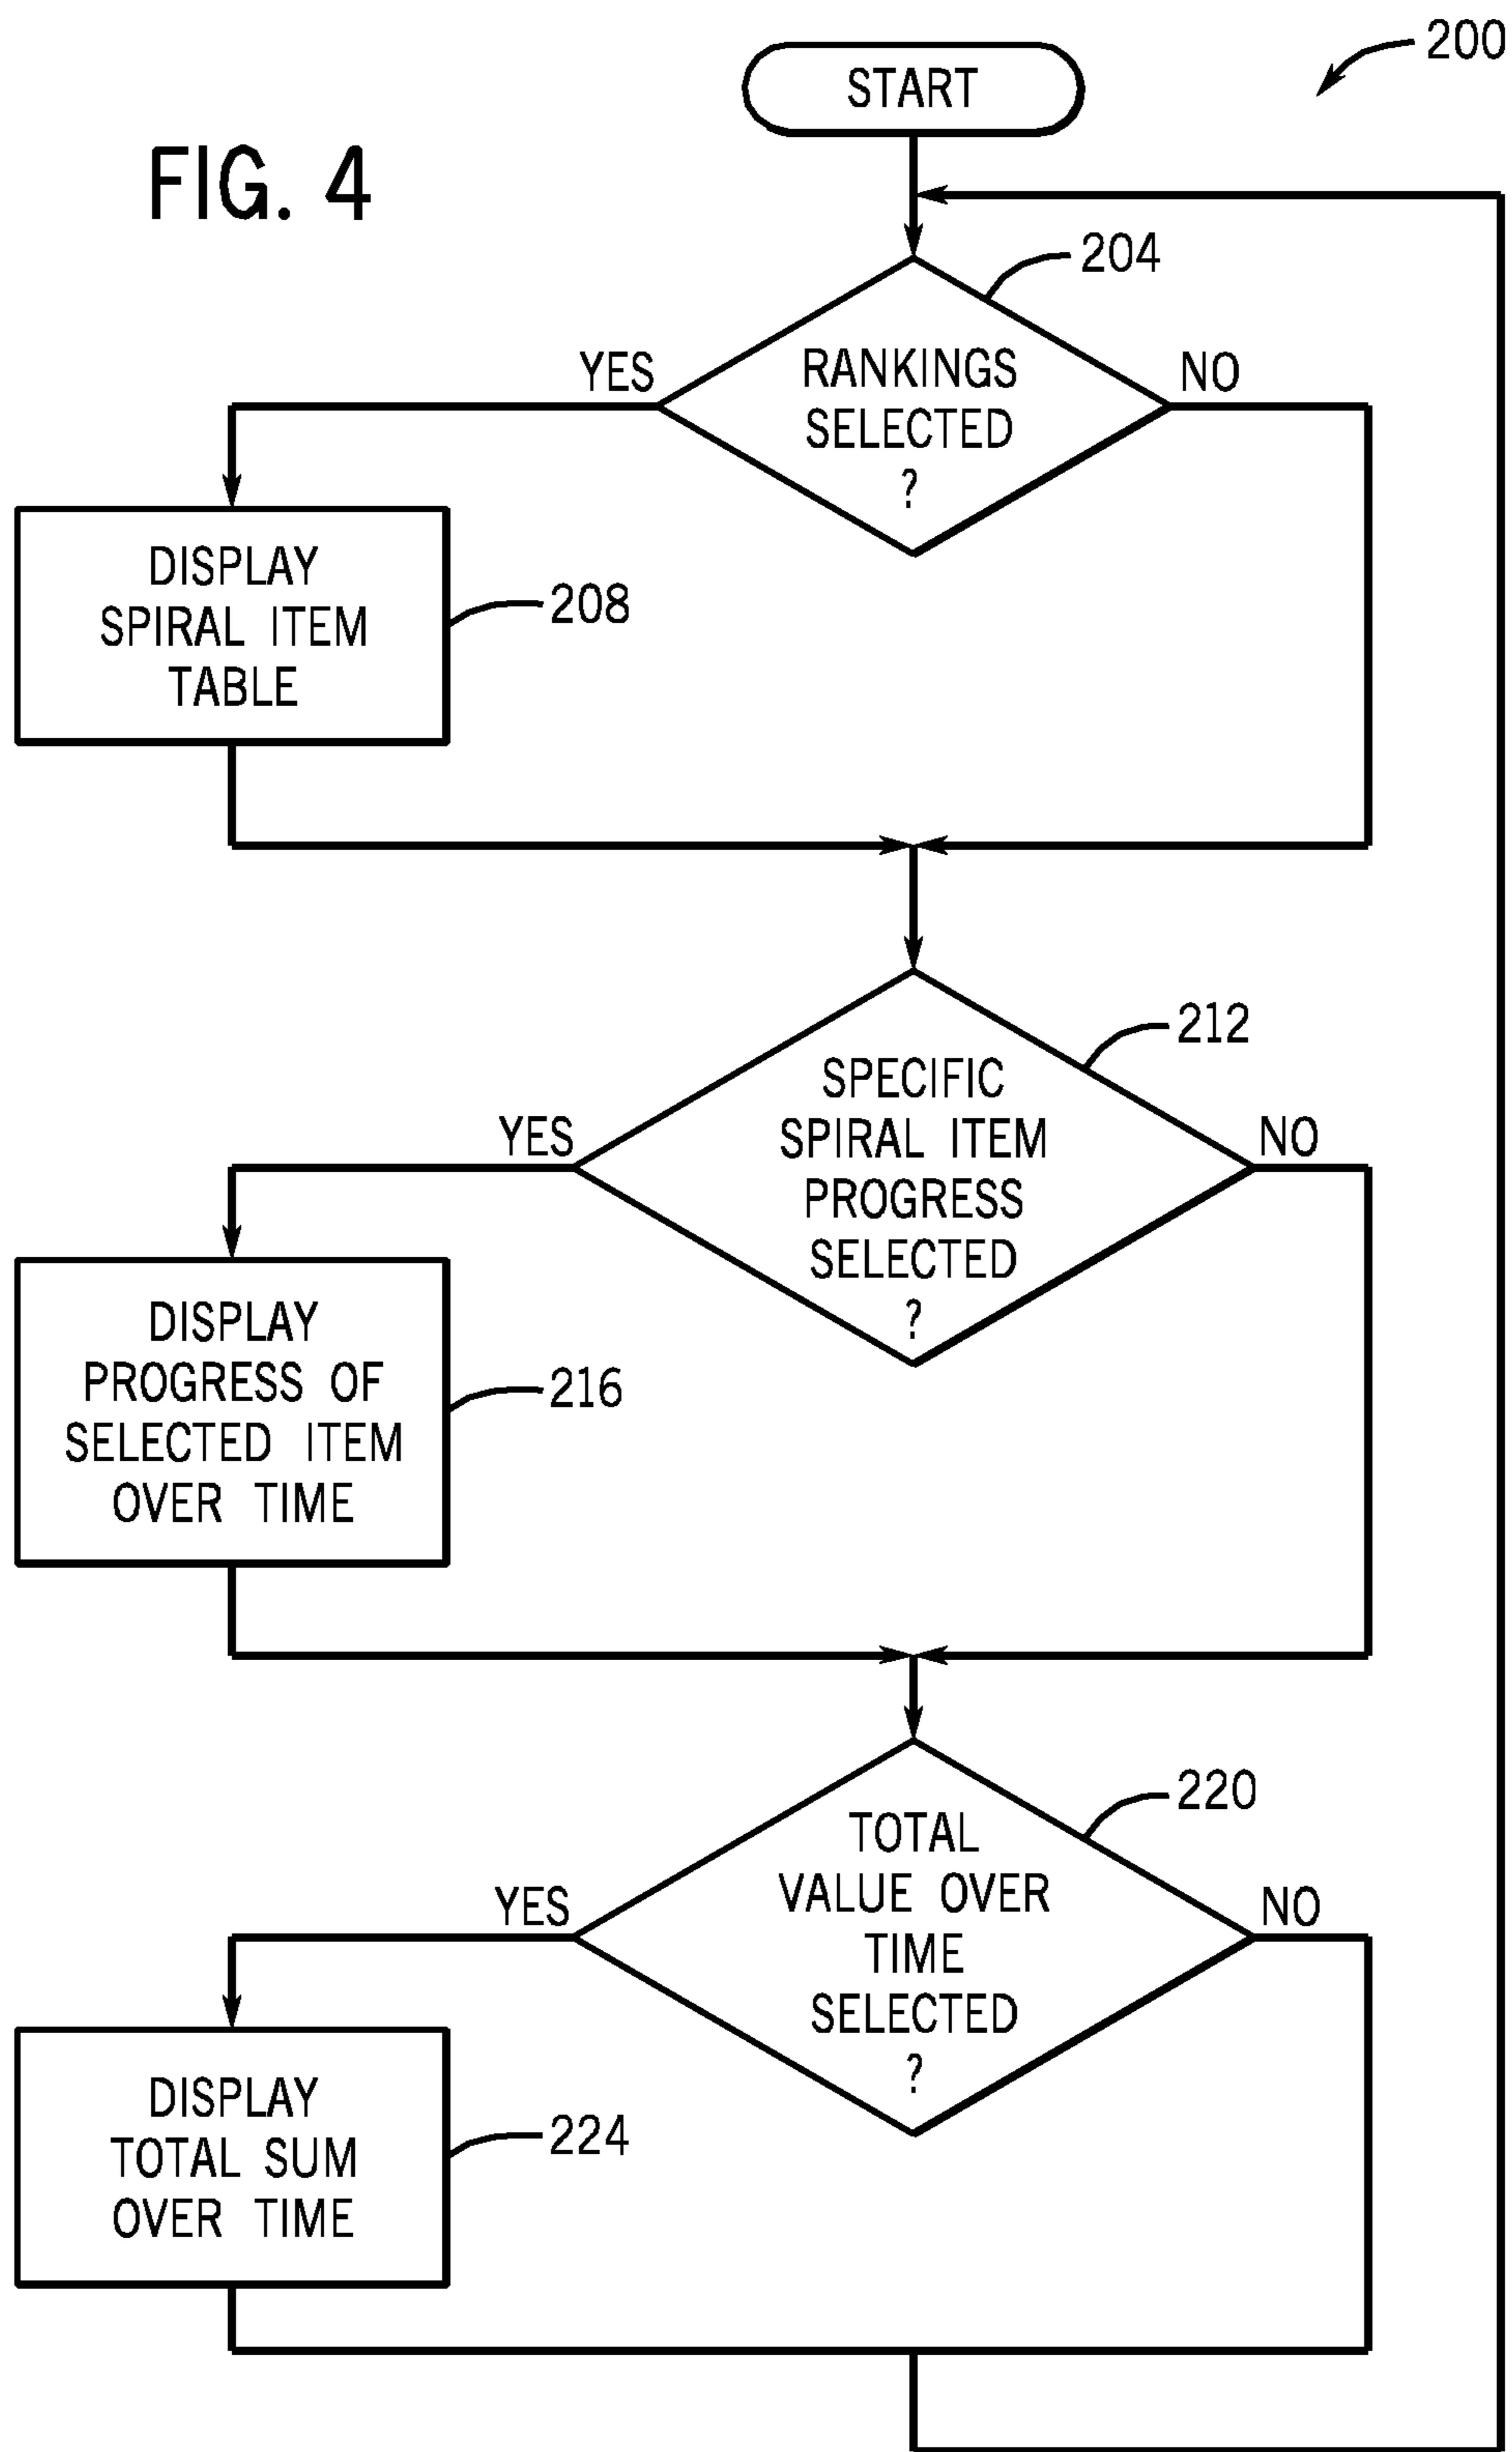 200
START
FIG. 4
204
YES
RANKINGS
SELECTED
?
NO
DISPLAY
SPIRAL ITEM
TABLE
208
212
YES
SPECIFIC
SPIRAL ITEM
PROGRESS
SELECTED
?
NO
DISPLAY
PROGRESS OF
SELECTED ITEM
OVER TIME
216
220
YES
TOTAL
VALUE OVER
TIME
SELECTED
?
NO
DISPLAY
TOTAL SUM
OVER TIME
224